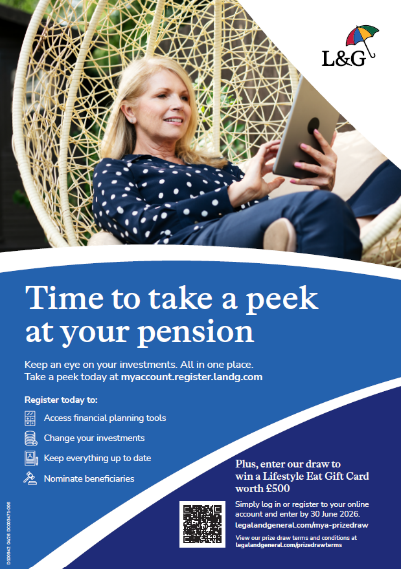 L&G
Time to take a peek
at your pension
Keep an eye on your investments. All in one place.
Take a peek today at myaccount.register.landg.com
Register today to:
Access financial planning tools
Change your investments
Keep everything up to date
Nominate beneficiaries
Plus, enter our draw to
win a Lifestyle Eat Gift Card
worth £500
Simply log in or register to your online
account and enter by 30 June 2026.
legalandgeneral.com/mya-prizedraw
View our prize draw terms and conditions at
legalandgeneral.com/prizedrawterms